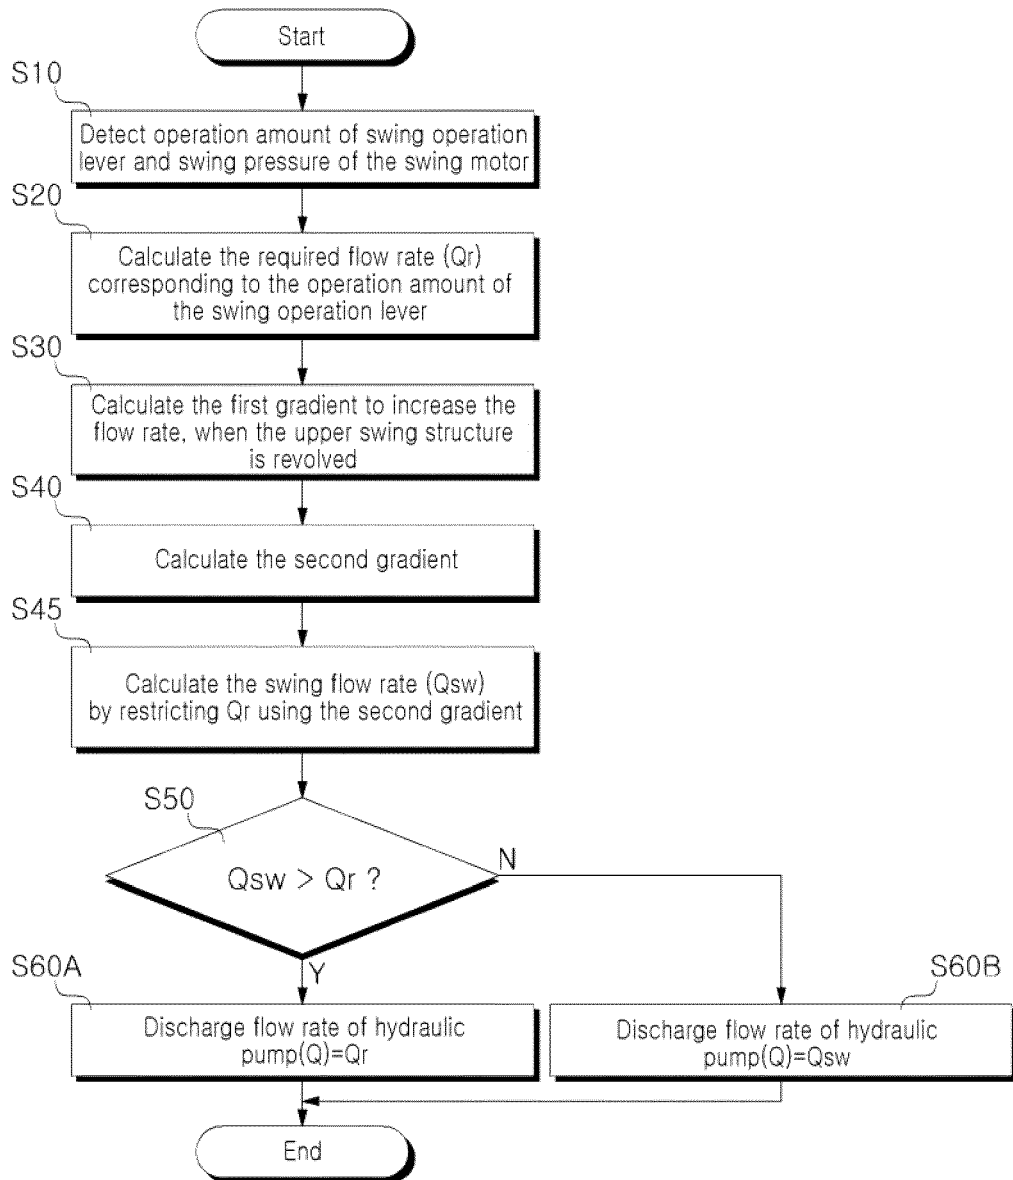 Start
S10
Detect operation amount of swing operation
lever and swing pressure of the swing motor
S20
Calculate the required flow rate (Qr)
corresponding to the operation amount of
the swing operation lever
S30
Calculate the first gradient to increase the
flow rate, when the upper swing structure
is revolved
S40
Calculate the second gradient
S45
Calculate the swing flow rate (Qsw)
by restricting Qr using the second gradient
S50
Qsw > Qr ?
N
Y
S60A
Discharge flow rate of hydraulic
pump(Q)=Qr
S60B
Discharge flow rate of hydraulic
pump(Q)=Qsw
End